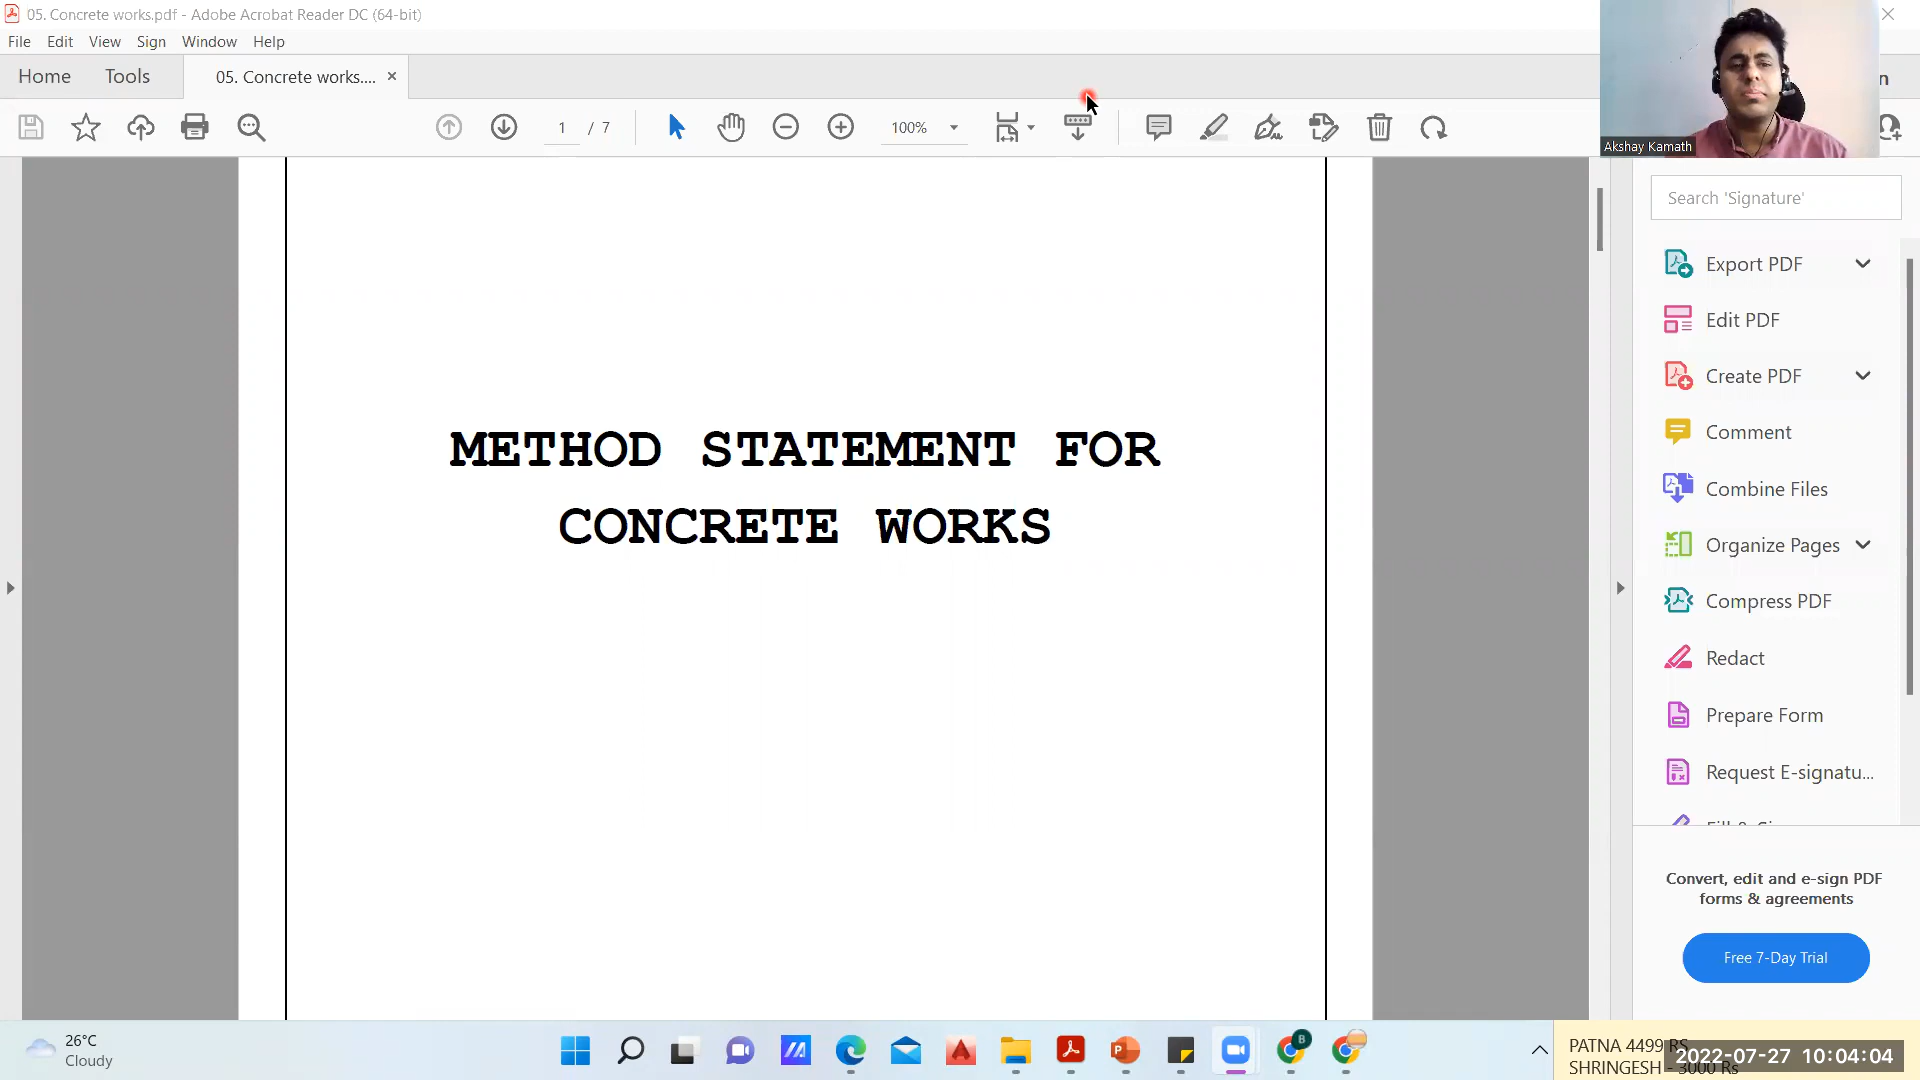 05. Concrete works.pdf - Adobe Acrobat Reader DC (64-bit)
File Edit View Sign Window Help
Home Tools 05. Concrete works....
1 / 7 100%
Akshay Kamath
Search 'Signature'
METHOD STATEMENT FOR
CONCRETE WORKS
Export PDF
Edit PDF
Create PDF
Comment
Combine Files
Organize Pages
Compress PDF
Redact
Prepare Form
Request E-signatu...
Convert, edit and e-sign PDF
forms & agreements
Free 7-Day Trial
26°C
Cloudy
PATNA 4499 RS
SHRINGESH - 3000 Rs
2022-07-27 10:04:04